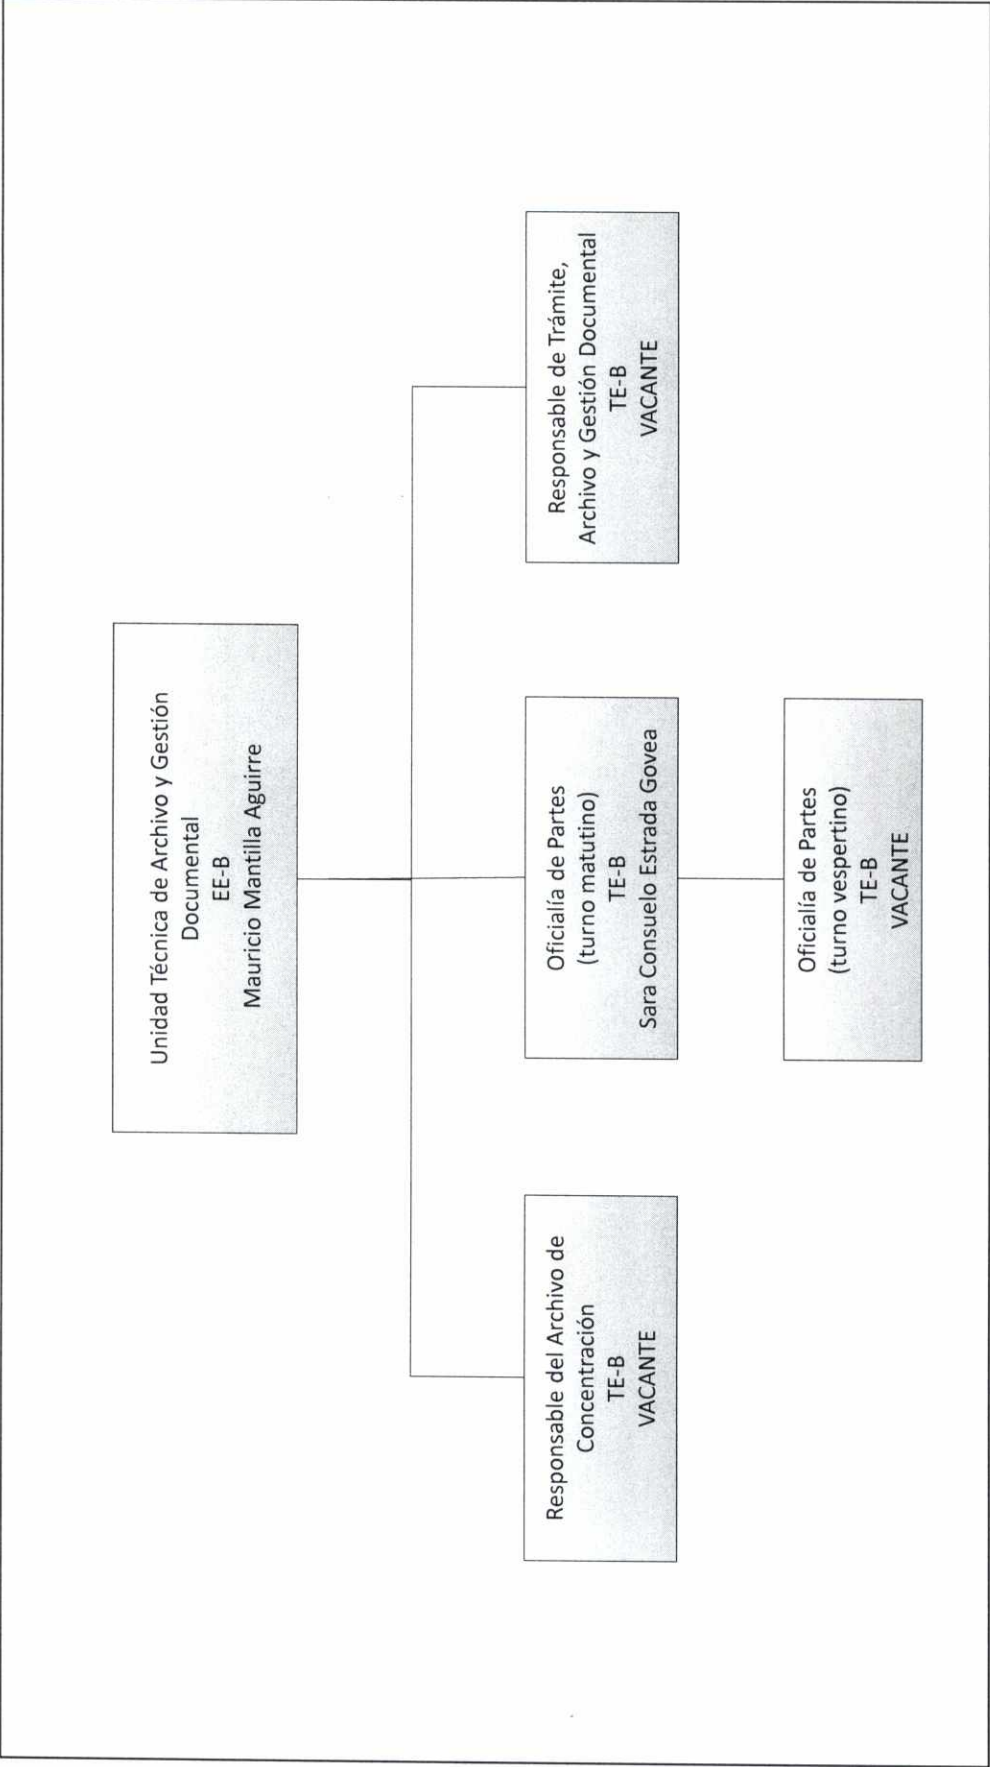 Unidad Técnica de Archivo y Gestión
Documental
EE-B
Mauricio Mantilla Aguirre
Responsable del Archivo de
Concentración
TE-B
VACANTE
Oficialía de Partes
(turno matutino)
TE-B
Sara Consuelo Estrada Govea
Responsable de Trámite,
Archivo y Gestión Documental
TE-B
VACANTE
Oficialía de Partes
(turno vespertino)
TE-B
VACANTE